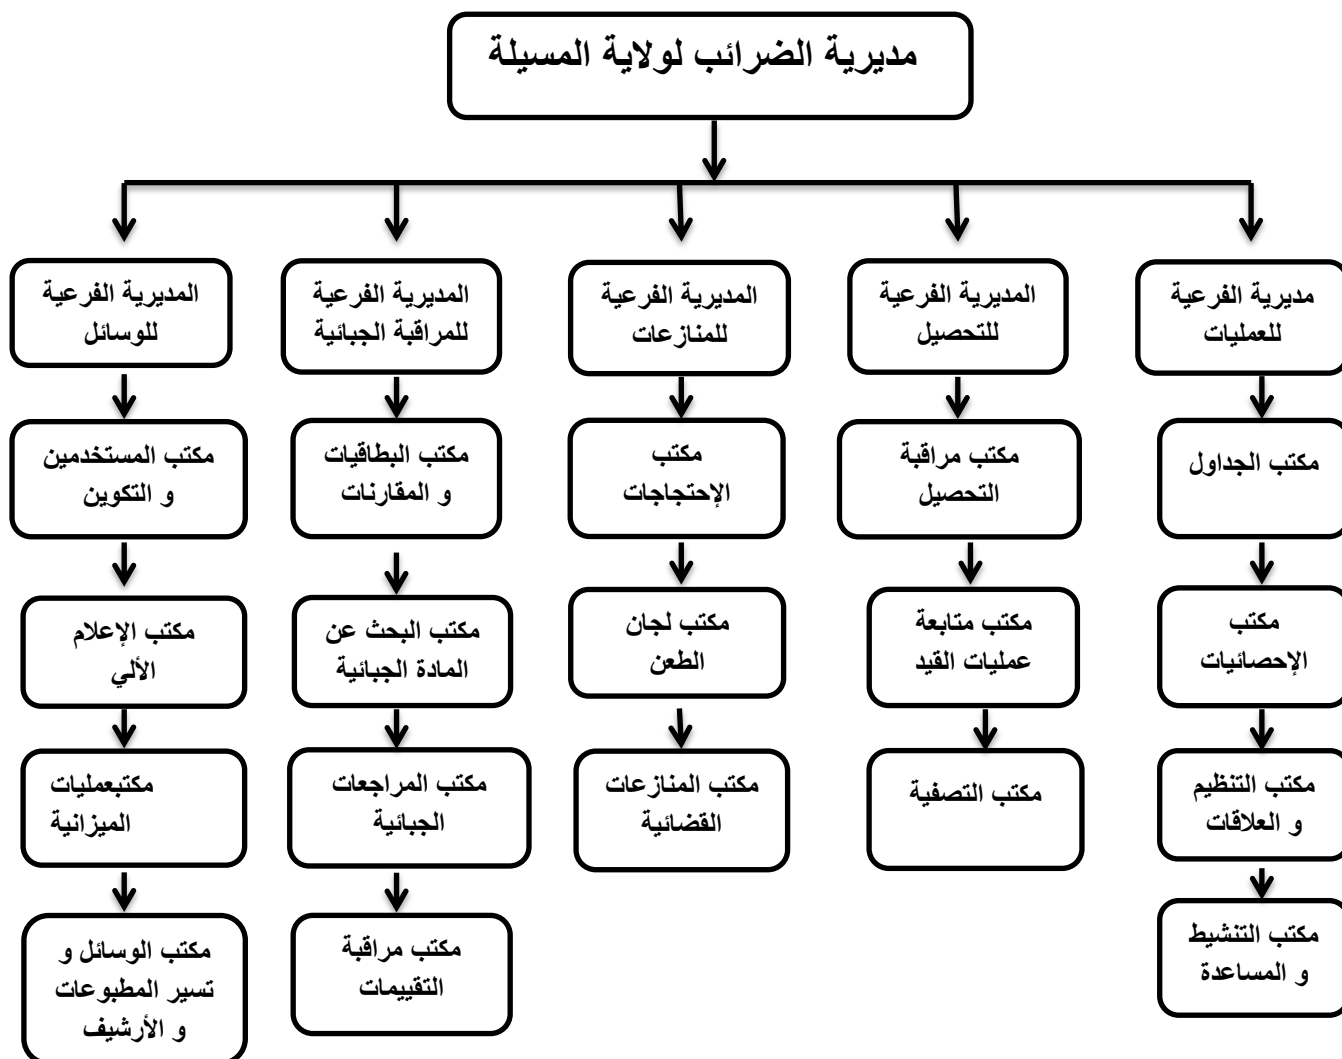 مديرية الضرائب لولاية المسيلة
مديرية الفرعية
للعمليات
المديرية الفرعية
للتحصيل
المديرية الفرعية
للمنازعات
المديرية الفرعية
للمراقبة الجبائية
المديرية الفرعية
للوسائل
مكتب الجداول
مكتب مراقبة
التحصيل
مكتب
الإحتجاجات
مكتب البطاقيات
و المقارنات
مكتب المستخدمين
و التكوين
مكتب
الإحصائيات
مكتب متابعة
عمليات القيد
مكتب لجان
الطعن
مكتب البحث عن
المادة الجبائية
مكتب الإعلام
الألي
مكتب التنظيم
و العلاقات
مكتب التصفية
مكتب المنازعات
القضائية
مكتب المراجعات
الجبائية
مكتبعمليات
الميزانية
مكتب التنشيط
و المساعدة
مكتب مراقبة
التقييمات
مكتب الوسائل و
تسير المطبوعات
و الأرشيف